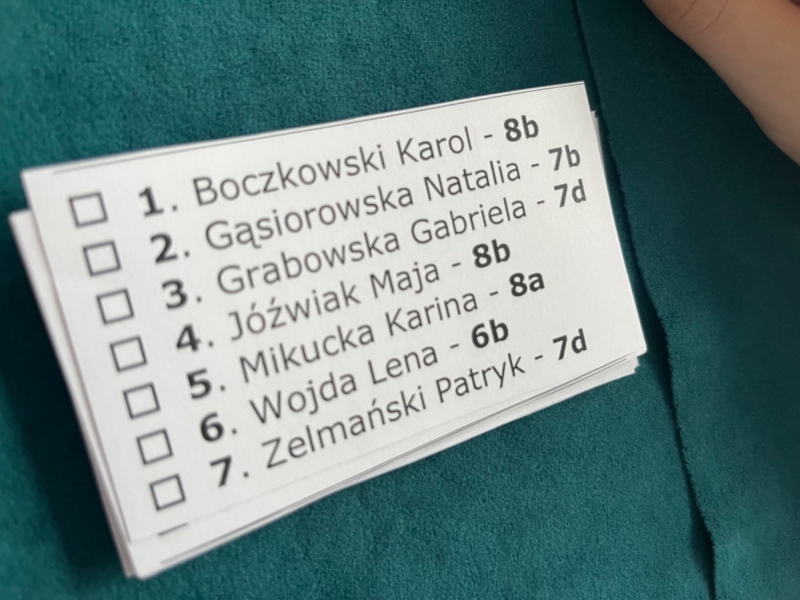 ☐ 1. Boczkowski Karol - 8b
☐ 2. Gąsiorowska Natalia - 7b
☐ 3. Grabowska Gabriela - 7d
☐ 4. Jóźwiak Maja - 8b
☐ 5. Mikucka Karina - 8a
☐ 6. Wojda Lena - 6b
☐ 7. Zelmański Patryk - 7d